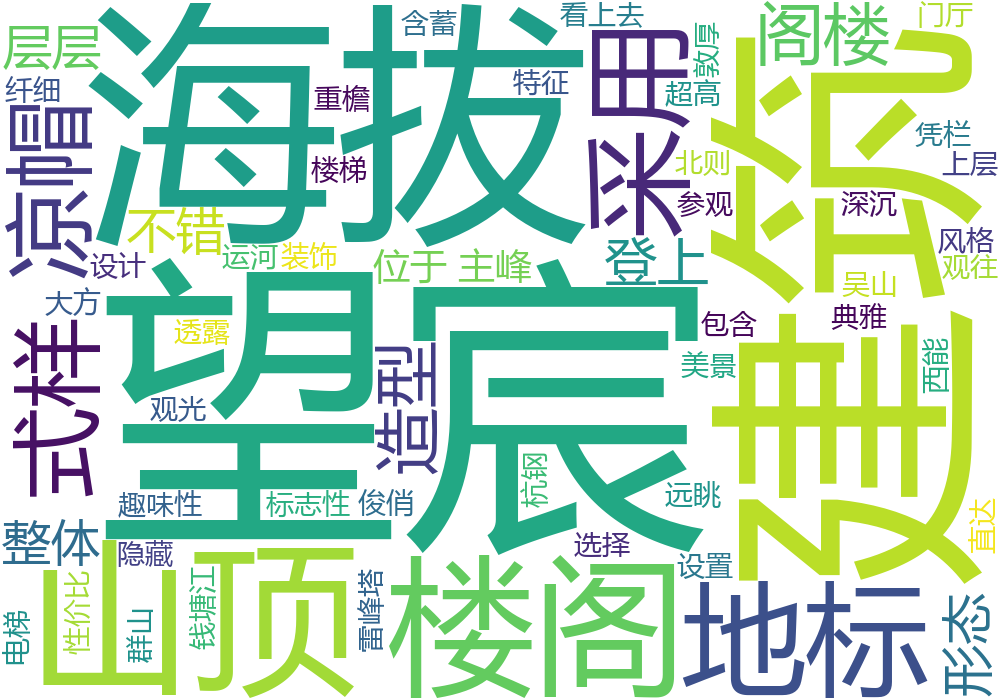 层层
海拔
含蓄
看上去
阁楼
门厅
纤细
重檐
特征
采用
敦厚
超高
建筑
凭栏
上层
凉帽
楼梯
北则
参观
深沉
风格
不错
运河
装饰
设计
位于
主峰
登上
观往
吴山
大方
透露
望宸
包含
典雅
式样
造型
美景
西能
观光
趣味性
标志性
俊俏
杭钢
远眺
直达
整体
隐藏
选择
设置
山顶
楼阁
地标
电梯
性价比
群山
钱塘江
雷峰塔
形态